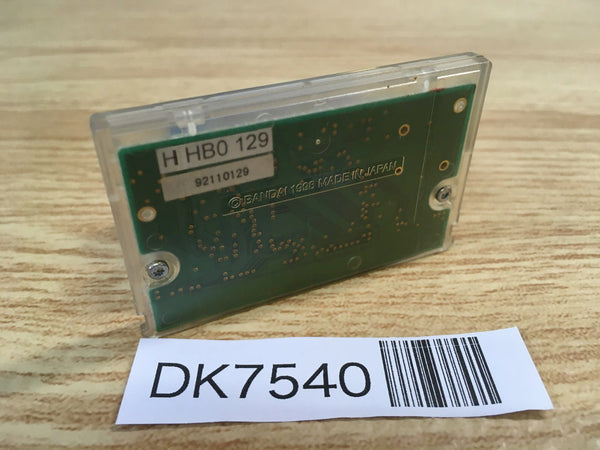 H HB0 129
92110129
©BANDAI 1998 MADE IN JAPAN
DK7540